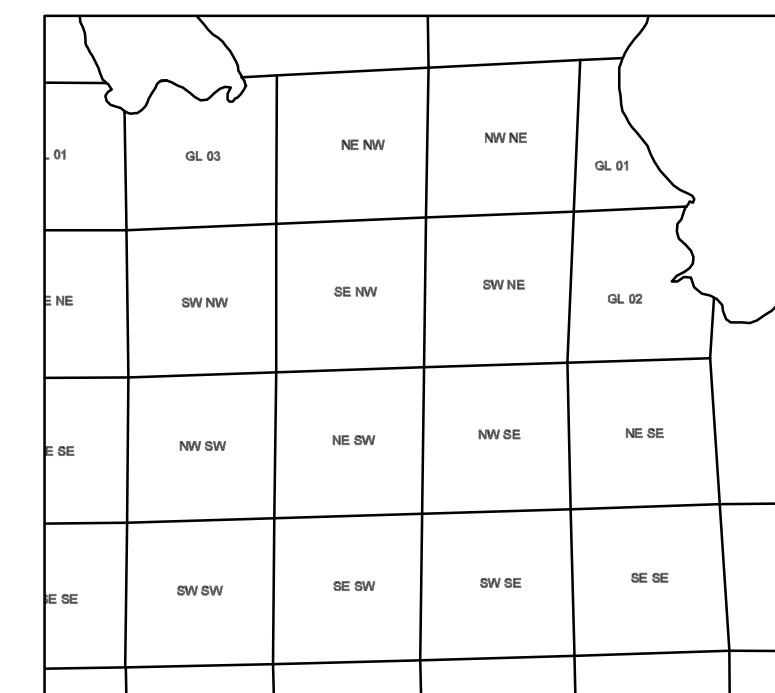 NE NW
NW NE
01
GL 03
GL 01
E NE
SW NW
SE NW
SW NE
GL 02
E SE
NW SW
NE SW
NW SE
NE SE
SE SE
SW SW
SE SW
SW SE
SE SE